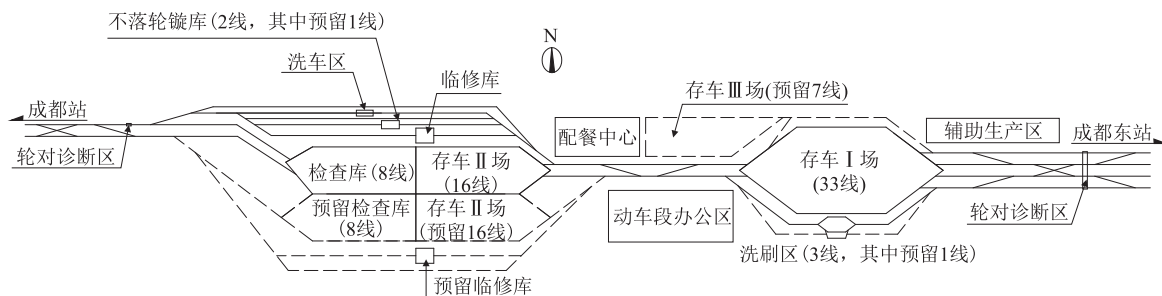 不落轮镟库(2线，其中预留1线)
N
洗车区
临修库
存车Ⅲ场(预留7线)
成都站
配餐中心
辅助生产区
成都东站
轮对诊断区
检查库(8线)
存车Ⅱ场
(16线)
存车Ⅰ场
(33线)
预留检查库
(8线)
存车Ⅱ场
(预留16线)
动车段办公区
轮对诊断区
洗刷区(3线，其中预留1线)
预留临修库